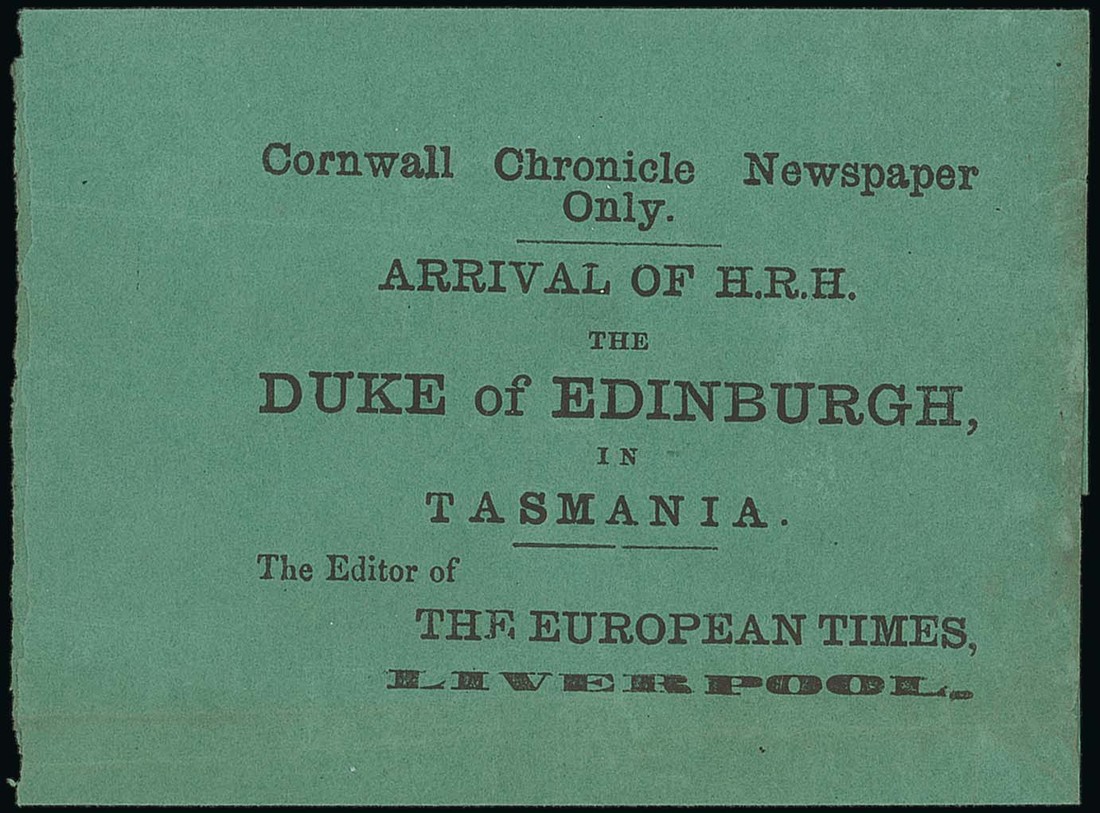 Cornwall Chronicle Newspaper
Only.
ARRIVAL OF H.R.H.
THE
DUKE of EDINBURGH,
IN
TASMANIA.
The Editor of
THE EUROPEAN TIMES,
LIVERPOOL.